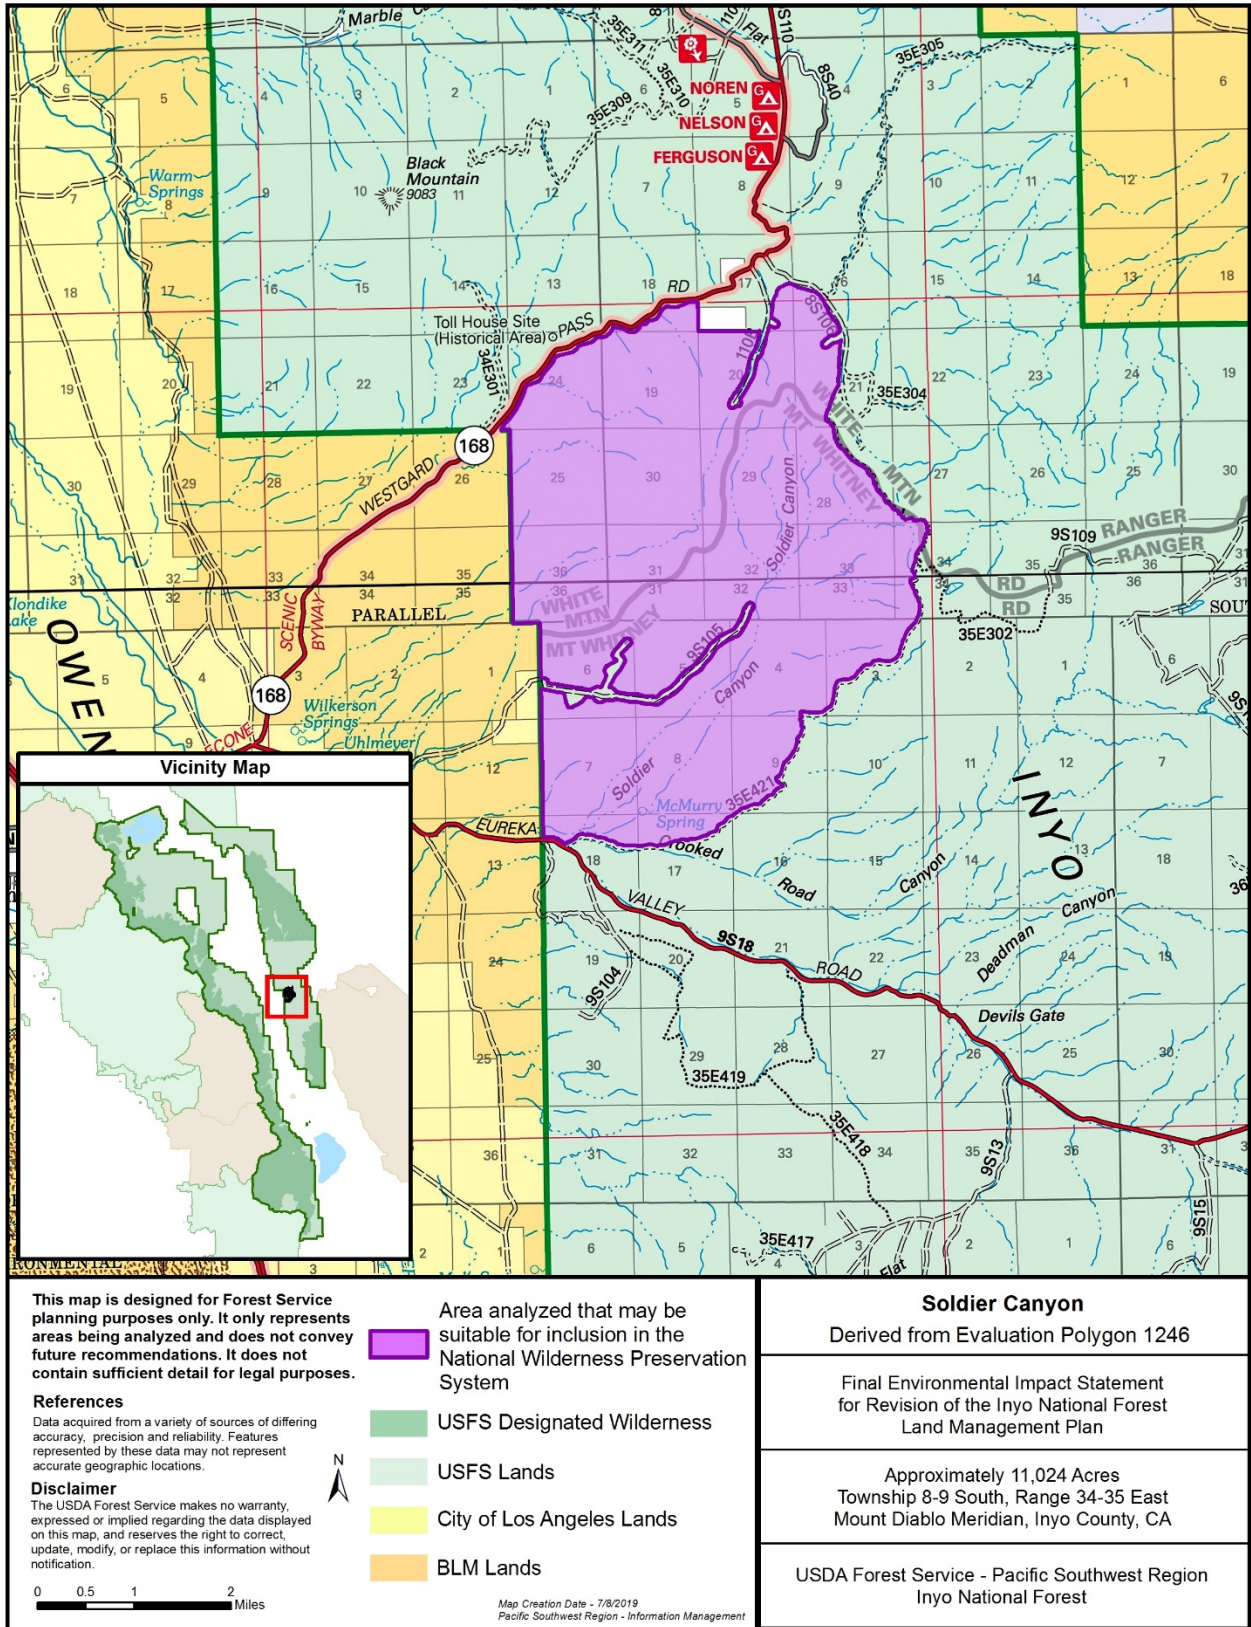 Marble
Flat
35E311
35E310
35E309
35E305
8S40
NOREN
NELSON
FERGUSON
Black
Mountain
9083
Warm
Springs
RD
PASS
Toll House Site
(Historical Area)
34E301
8S106
35E304
WHITE
MTN
MT WHITNEY
168
WESTGARD
Soldier Canyon
9S109
RANGER
RANGER
RD
RD
35E302
WHITE
MTN
MT WHITNEY
PARALLEL
SCENIC
BYWAY
168
Wilkerson
Springs
Uhlmeyer
9S105
Soldier
Canyon
McMurry
Spring
35E421
INYO
EUREKA
VALLEY
ROAD
9S18
Crooked
Road
Canyon
Deadman
Canyon
Devils Gate
9S104
35E419
35E418
35E417
9S13
9S15
Flat
Vicinity Map
This map is designed for Forest Service
planning purposes only. It only represents
areas being analyzed and does not convey
future recommendations. It does not
contain sufficient detail for legal purposes.
References
Data acquired from a variety of sources of differing
accuracy, precision and reliability. Features
represented by these data may not represent
accurate geographic locations.
Disclaimer
The USDA Forest Service makes no warranty,
expressed or implied regarding the data displayed
on this map, and reserves the right to correct,
update, modify, or replace this information without
notification.
N
0 0.5 1 2
Miles
Area analyzed that may be
suitable for inclusion in the
National Wilderness Preservation
System
USFS Designated Wilderness
USFS Lands
City of Los Angeles Lands
BLM Lands
Map Creation Date - 7/8/2019
Pacific Southwest Region - Information Management
Soldier Canyon
Derived from Evaluation Polygon 1246
Final Environmental Impact Statement
for Revision of the Inyo National Forest
Land Management Plan
Approximately 11,024 Acres
Township 8-9 South, Range 34-35 East
Mount Diablo Meridian, Inyo County, CA
USDA Forest Service - Pacific Southwest Region
Inyo National Forest